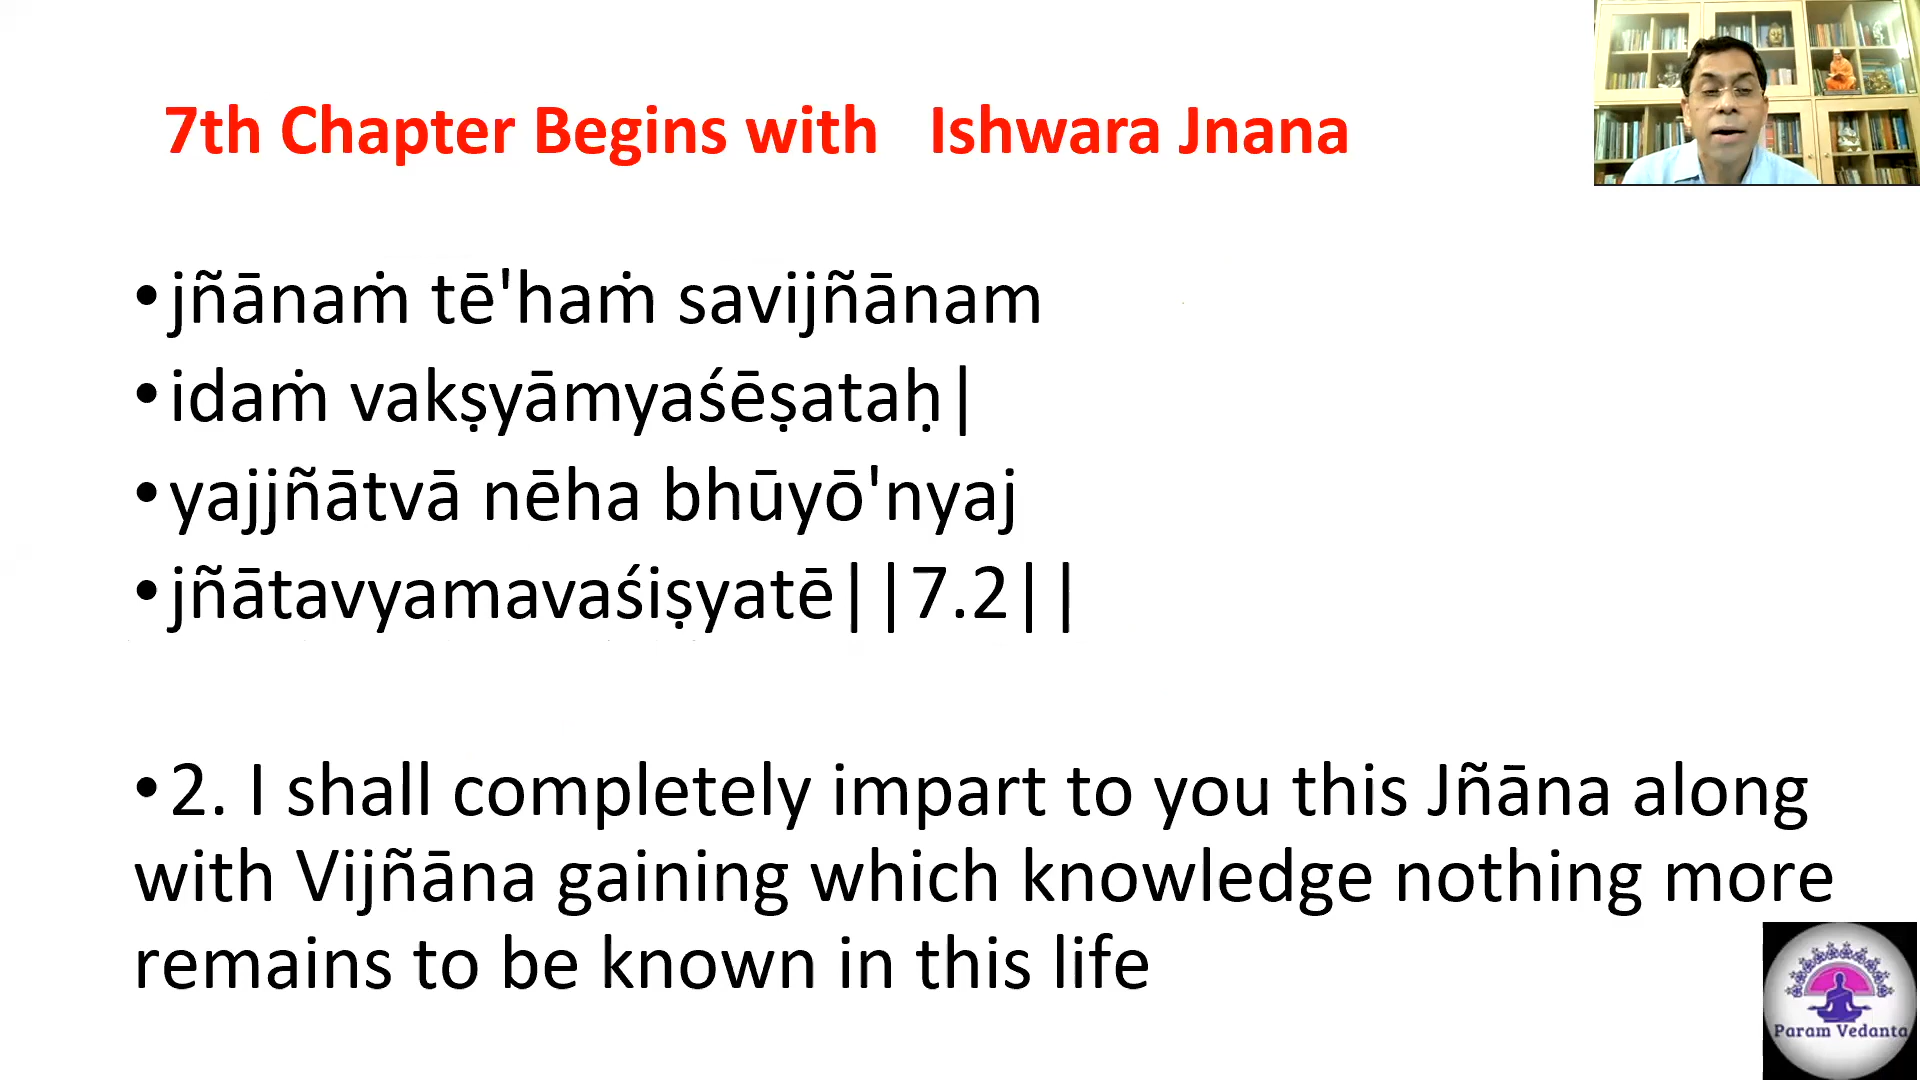 7th Chapter Begins with Ishwara Jnana
•jñānaṁ tē'haṁ savijñānam
•idaṁ vakṣyāmyaśēṣataḥ|
•yajjñātvā nēha bhūyō'nyaj
•jñātavyamavaśiṣyatē||7.2||
•2. I shall completely impart to you this Jñāna along
with Vijñāna gaining which knowledge nothing more
remains to be known in this life
Param Vedanta